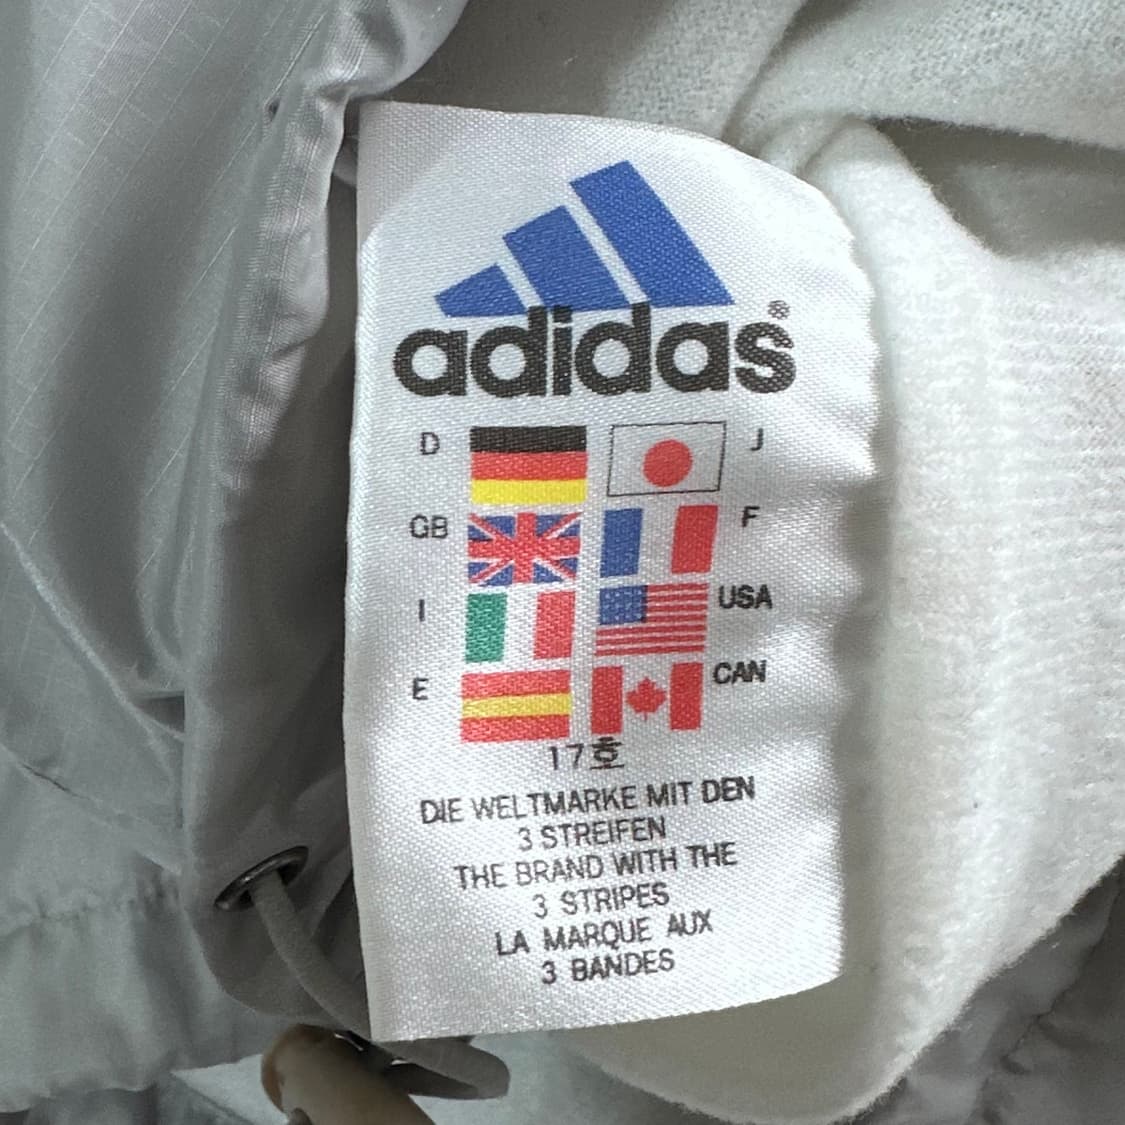 adidas®
D J
GB F
I USA
E CAN
17호
DIE WELTMARKE MIT DEN
3 STREIFEN
THE BRAND WITH THE
3 STRIPES
LA MARQUE AUX
3 BANDES